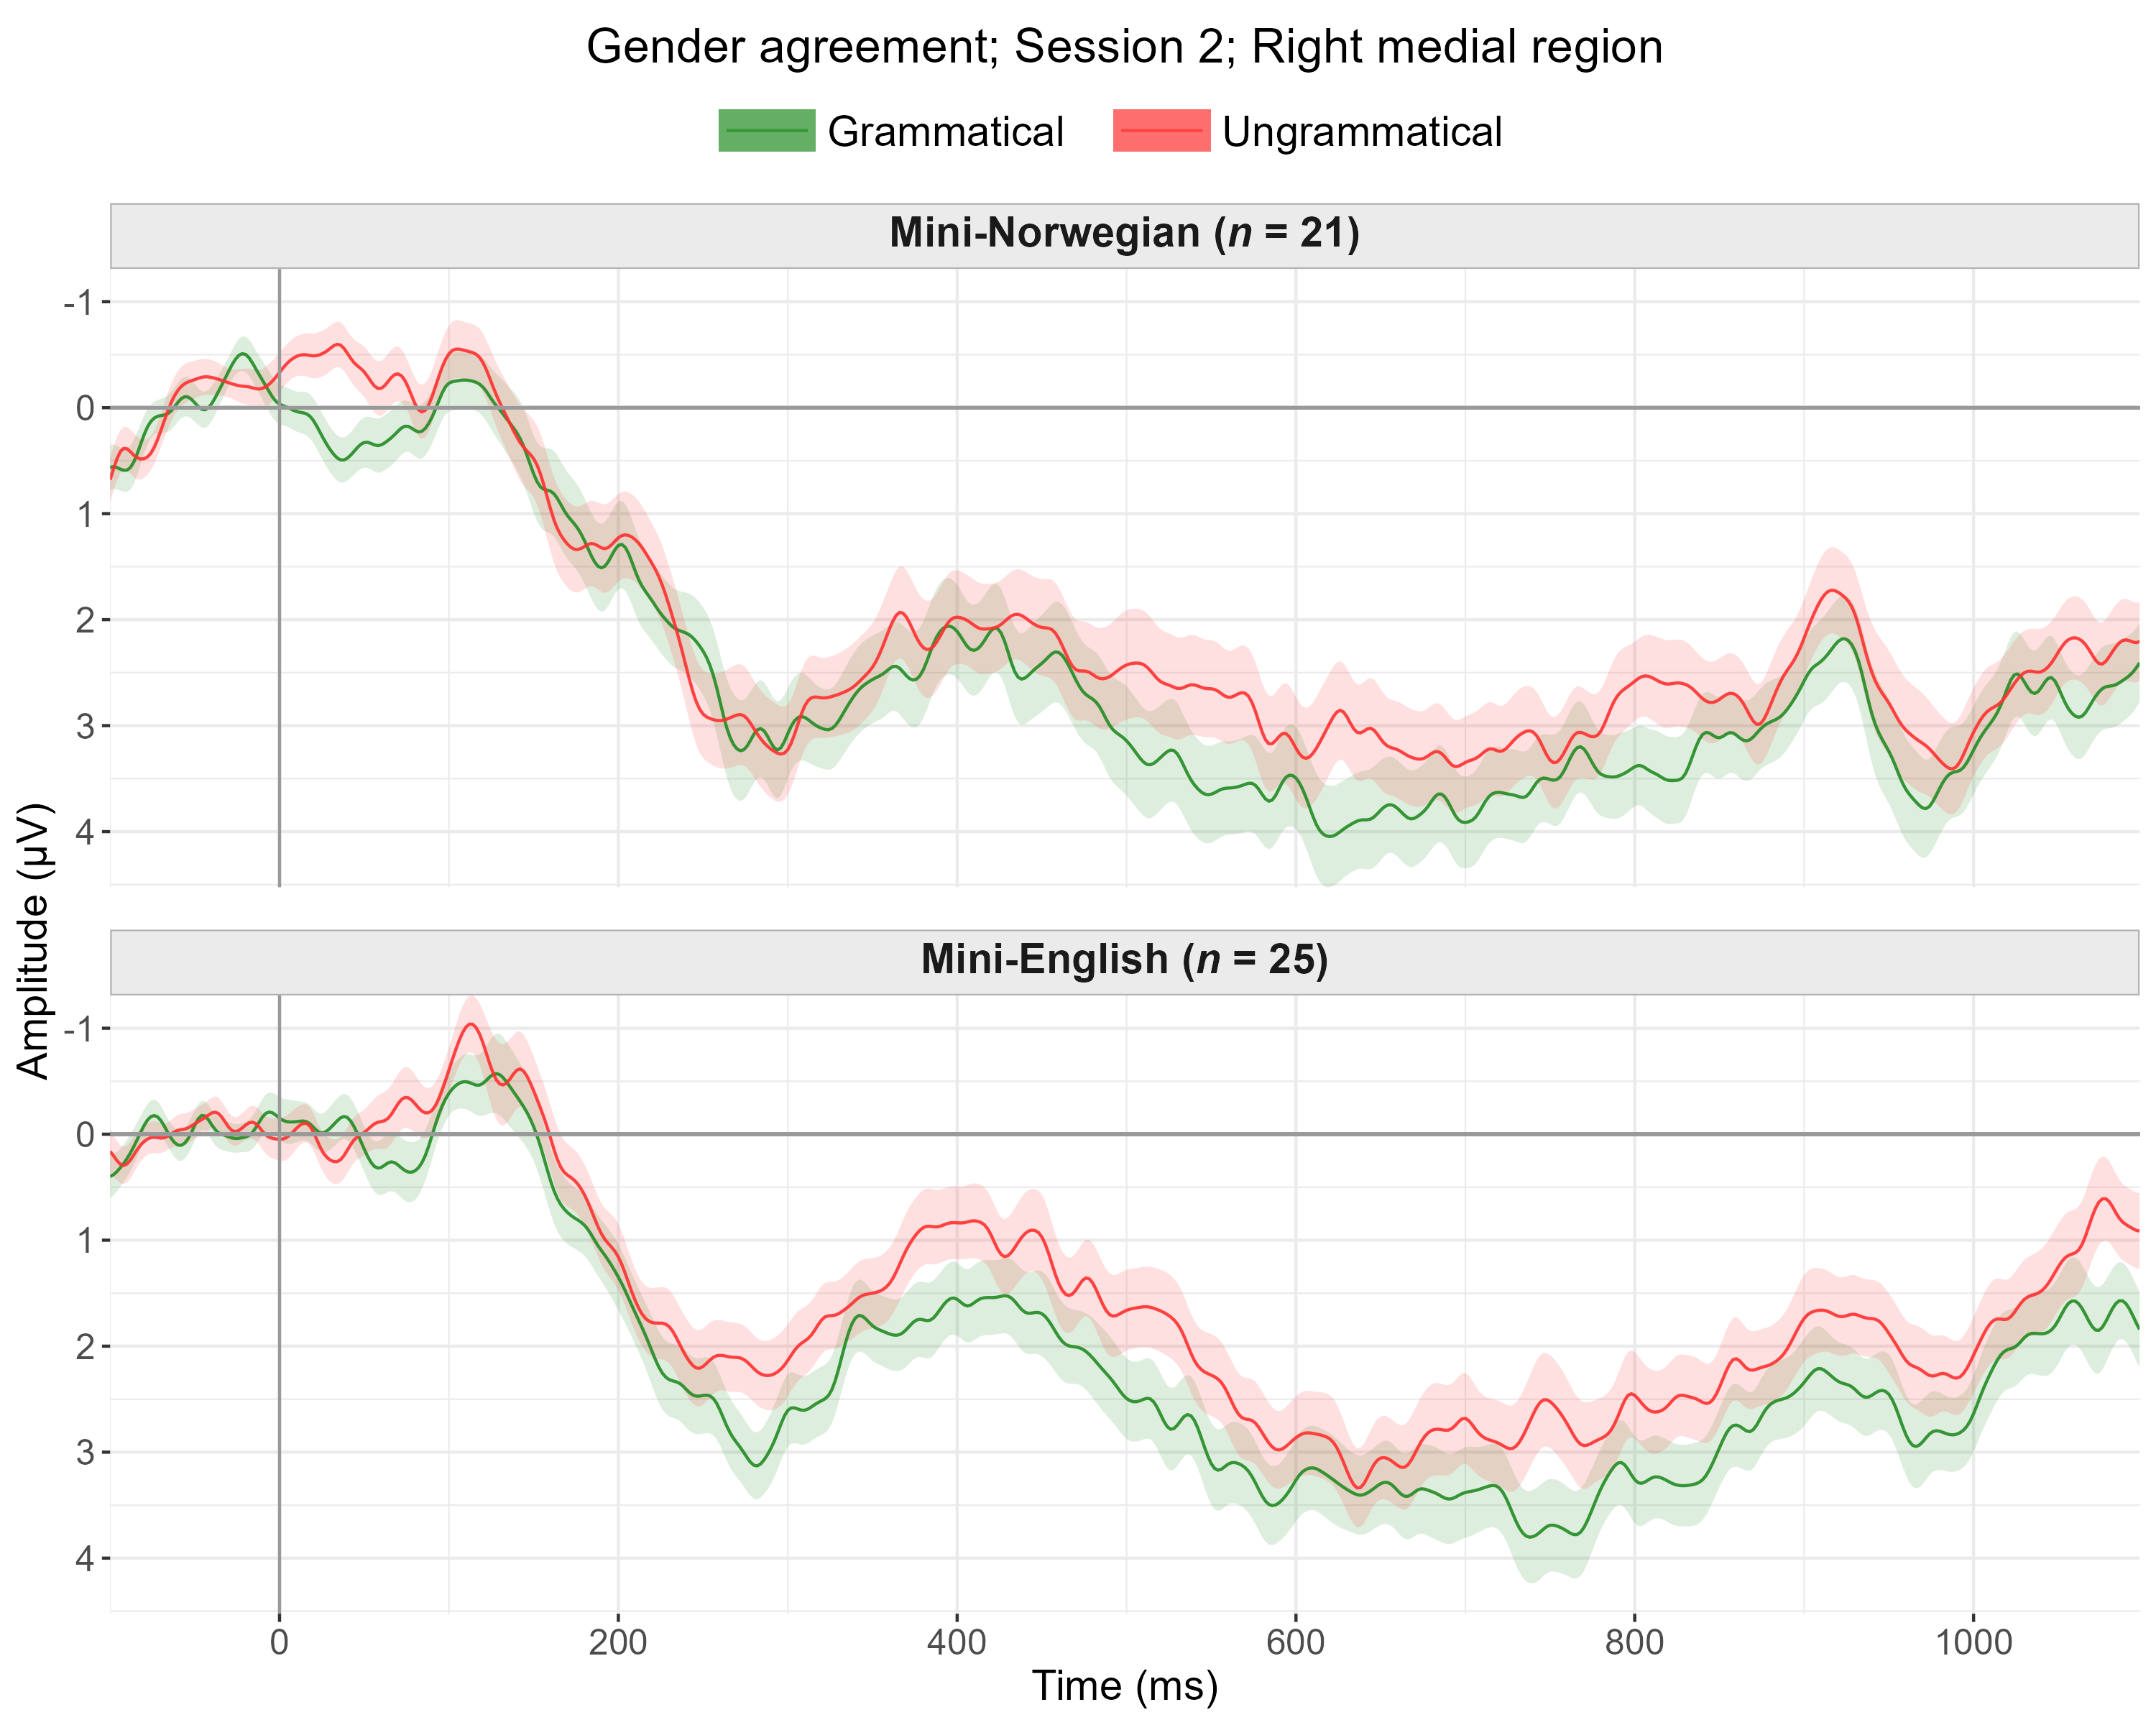 Gender agreement; Session 2; Right medial region
Grammatical Ungrammatical
Mini-Norwegian (n = 21)
-1
0
1
2
3
4
Mini-English (n = 25)
-1
0
1
2
3
4
0 200 400 600 800 1000
Time (ms)
Amplitude (µV)